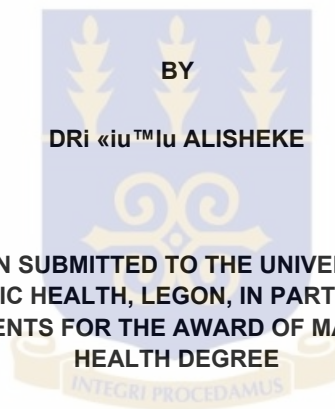 BY
DRi «iu™lu ALISHEKE
N SUBMITTED TO THE UNIVER
IC HEALTH, LEGON, IN PART
ENTS FOR THE AWARD OF MA
HEALTH DEGREE
INTEGRI PROCEDAMUS